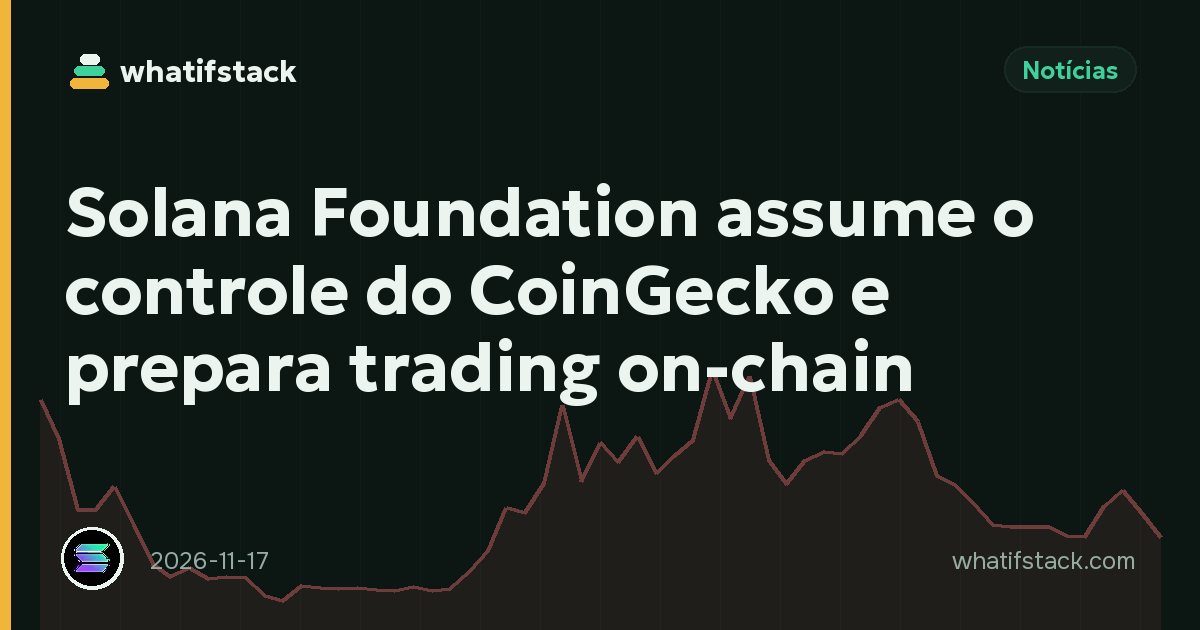 whatifstack
Notícias
Solana Foundation assume o
controle do CoinGecko e
prepara trading on-chain
2026-11-17
whatifstack.com